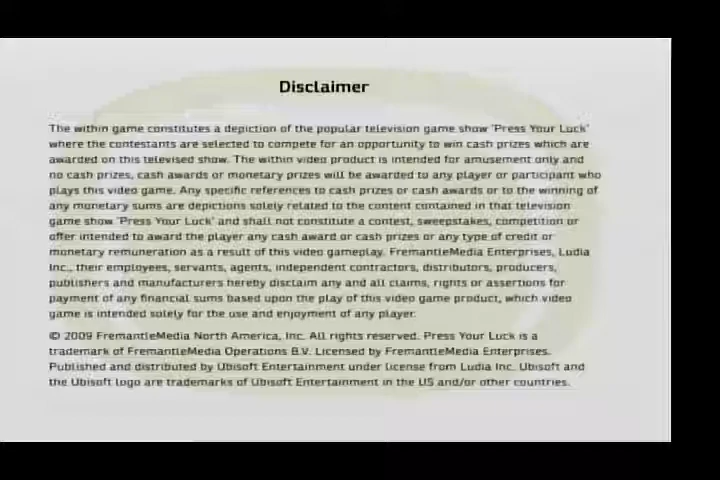 Disclaimer
The within game constitutes a depiction of the popular television game show 'Press Your Luck'
where the contestants are selected to compete for an opportunity to win cash prizes which are
awarded on this televised show. The within video product is intended for amusement only and
no cash prizes, cash awards or monetary prizes will be awarded to any player or participant who
plays this video game. Any specific references to cash prizes or cash awards or to the winning of
any monetary sums are depictions solely related to the content contained in that television
game show 'Press Your Luck' and shall not constitute a contest, sweepstakes, competition or
offer intended to award the player any cash award or cash prizes or any type of credit or
monetary remuneration as a result of this video gameplay. FremantleMedia Enterprises, Ludia
Inc., their employees, servants, agents, independent contractors, distributors, producers,
publishers and manufacturers hereby disclaim any and all claims, rights or assertions for
payment of any financial sums based upon the play of this video game product, which video
game is intended solely for the use and enjoyment of any player.
© 2009 FremantleMedia North America, Inc. All rights reserved. Press Your Luck is a
trademark of FremantleMedia Operations B.V. Licensed by FremantleMedia Enterprises.
Published and distributed by Ubisoft Entertainment under license from Ludia Inc. Ubisoft and
the Ubisoft logo are trademarks of Ubisoft Entertainment in the US and/or other countries.